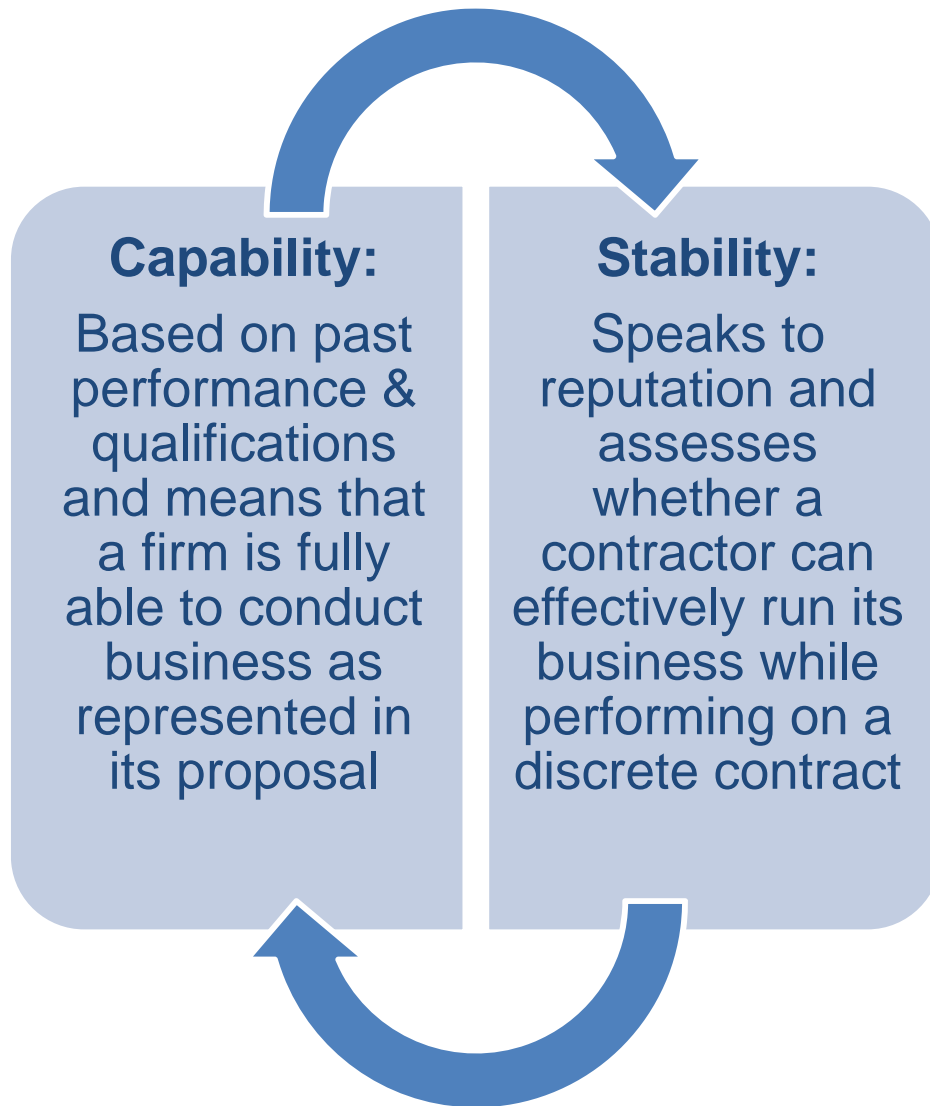 Capability:
Based on past
performance &
qualifications
and means that
a firm is fully
able to conduct
business as
represented in
its proposal
Stability:
Speaks to
reputation and
assesses
whether a
contractor can
effectively run its
business while
performing on a
discrete contract